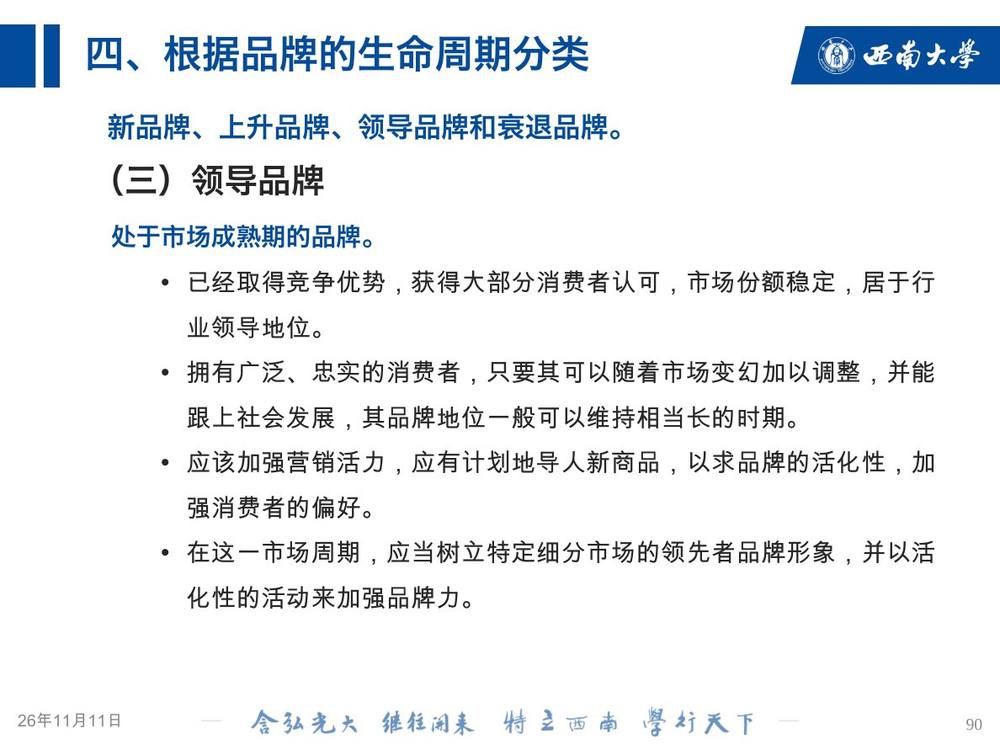 四、根据品牌的生命周期分类
西南大学
新品牌、上升品牌、领导品牌和衰退品牌。
（三）领导品牌
处于市场成熟期的品牌。
• 已经取得竞争优势，获得大部分消费者认可，市场份额稳定，居于行
业领导地位。
• 拥有广泛、忠实的消费者，只要其可以随着市场变幻加以调整，并能
跟上社会发展，其品牌地位一般可以维持相当长的时期。
• 应该加强营销活力，应有计划地导人新商品，以求品牌的活化性，加
强消费者的偏好。
• 在这一市场周期，应当树立特定细分市场的领先者品牌形象，并以活
化性的活动来加强品牌力。
26年11月11日
含弘光大 继往开来 特立西南 學行天下
90